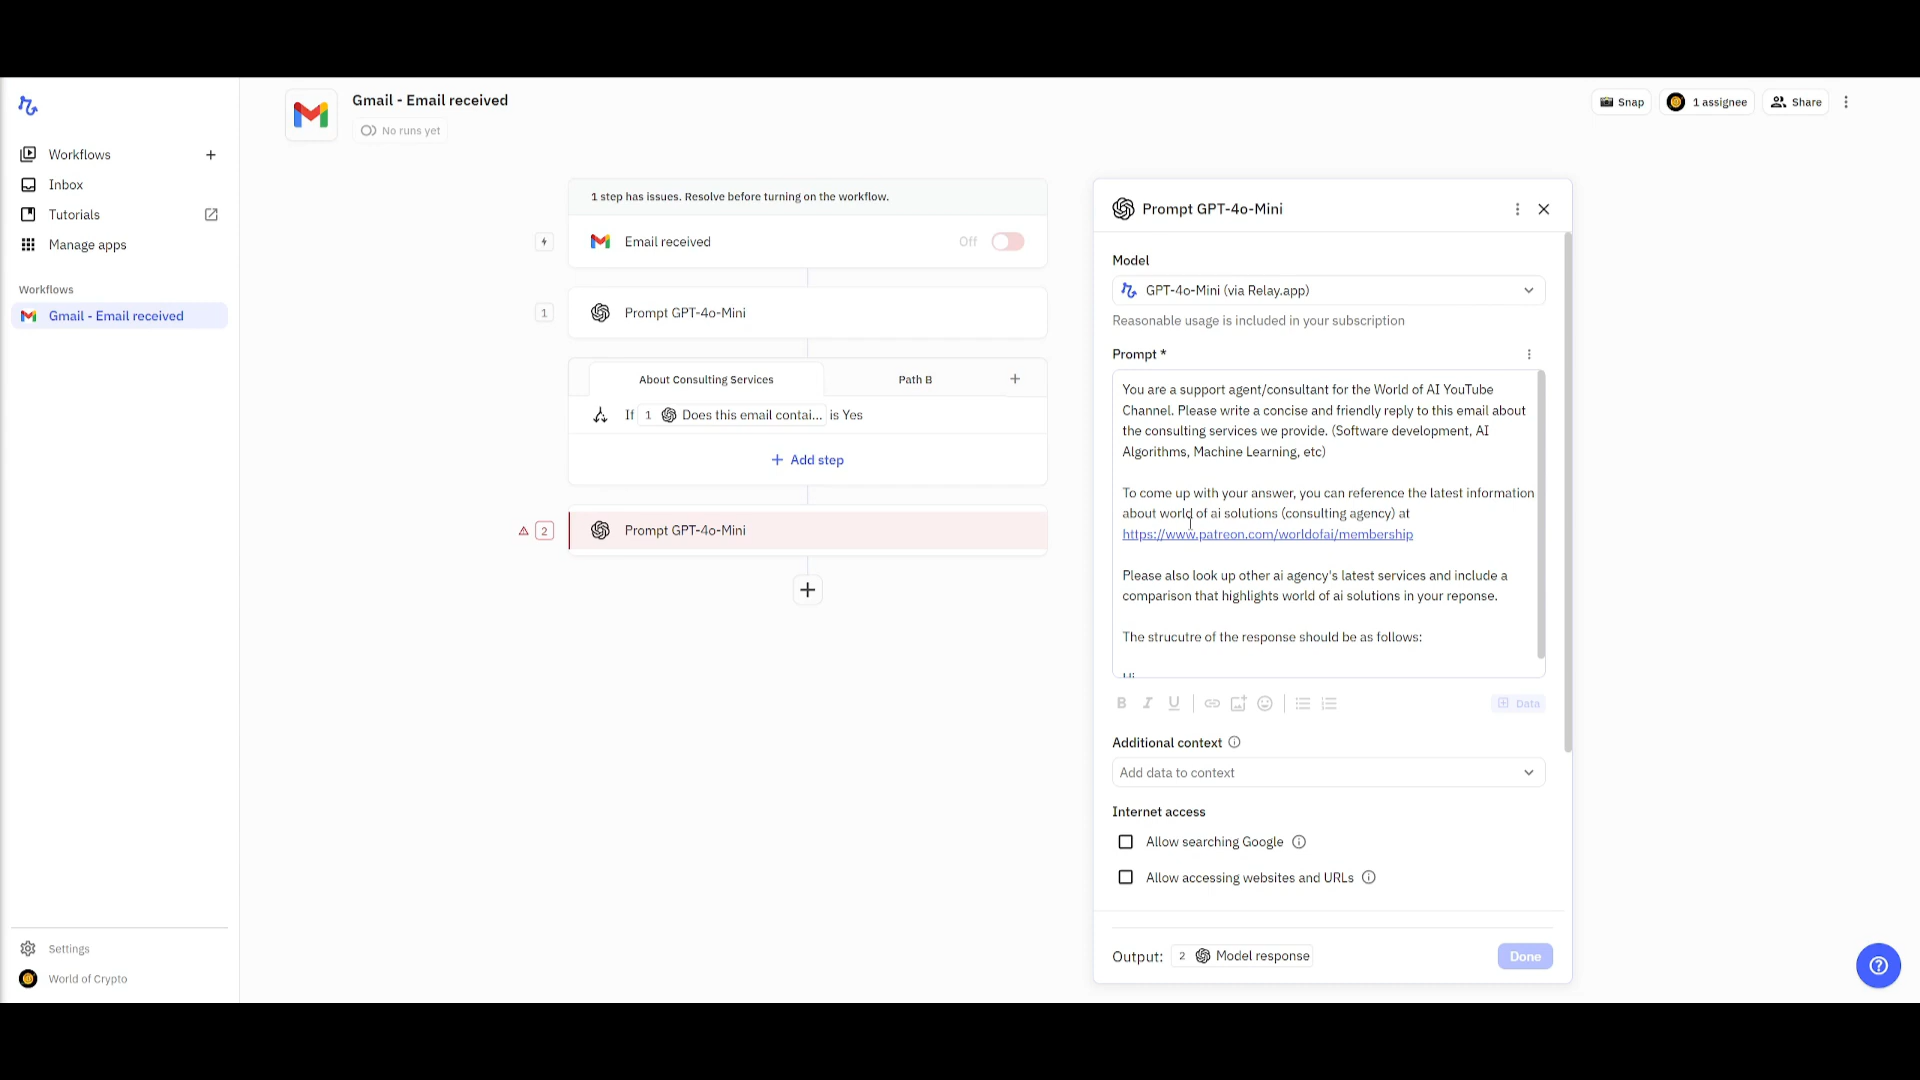 Gmail - Email received
No runs yet
Snap
1 assignee
Share
Workflows
Inbox
Tutorials
Manage apps
Workflows
Gmail - Email received
Settings
World of Crypto
1 step has issues. Resolve before turning on the workflow.
Email received
Off
1
Prompt GPT-4o-Mini
About Consulting Services
Path B
If 1 Does this email contai... is Yes
Add step
2
Prompt GPT-4o-Mini
Prompt GPT-4o-Mini
Model
GPT-4o-Mini (via Relay.app)
Reasonable usage is included in your subscription
Prompt *
You are a support agent/consultant for the World of AI YouTube
Channel. Please write a concise and friendly reply to this email about
the consulting services we provide. (Software development, AI
Algorithms, Machine Learning, etc)
To come up with your answer, you can reference the latest information
about world of ai solutions (consulting agency) at
https://www.patreon.com/worldofai/membership
Please also look up other ai agency's latest services and include a
comparison that highlights world of ai solutions in your reponse.
The strucutre of the response should be as follows:
B I U
Data
Additional context
Add data to context
Internet access
Allow searching Google
Allow accessing websites and URLs
Output: 2 Model response
Done